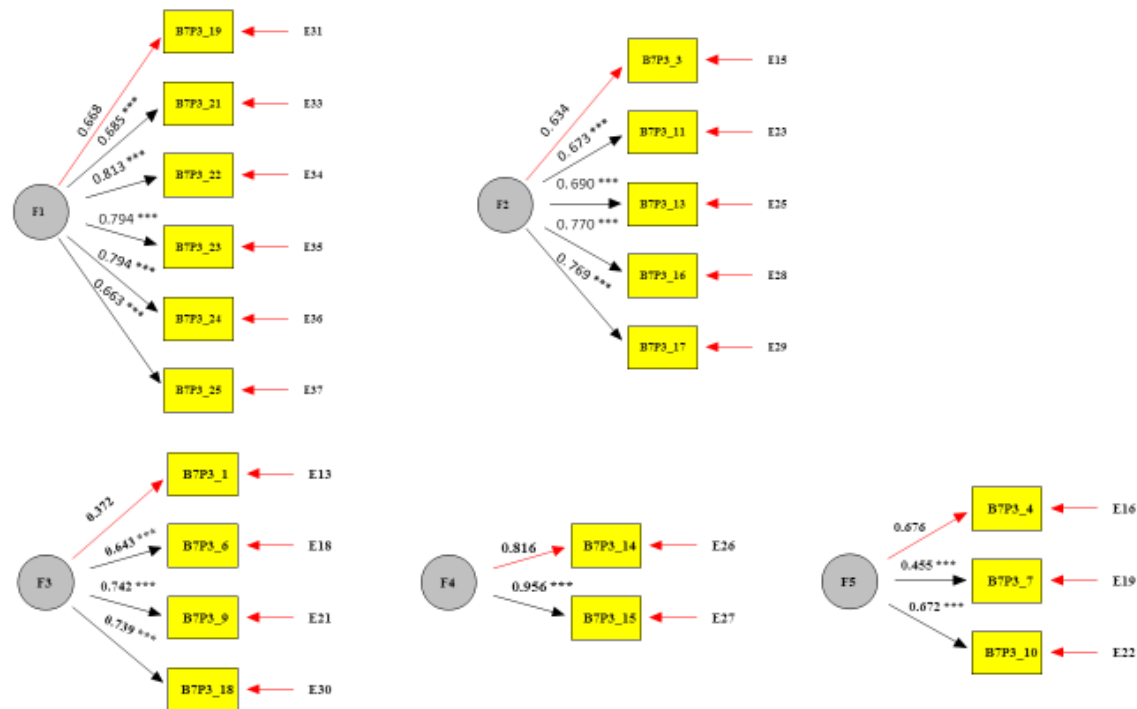 B7P3_19 E31
0.668
B7P3_21 E33
0.685 ***
B7P3_22 E34
0.813 ***
F1
B7P3_23 E35
0.794 ***
B7P3_24 E36
0.794 ***
B7P3_25 E37
0.663 ***
B7P3_3 E15
0.634
B7P3_11 E23
0.673 ***
B7P3_13 E25
0.690 ***
F2
B7P3_16 E28
0.770 ***
B7P3_17 E29
0.769 ***
B7P3_1 E13
0.372
B7P3_6 E18
0.643 ***
F3
B7P3_9 E21
0.742 ***
B7P3_18 E30
0.739 ***
B7P3_14 E26
0.816
F4
B7P3_15 E27
0.956 ***
B7P3_4 E16
0.676
F5
B7P3_7 E19
0.455 ***
B7P3_10 E22
0.672 ***